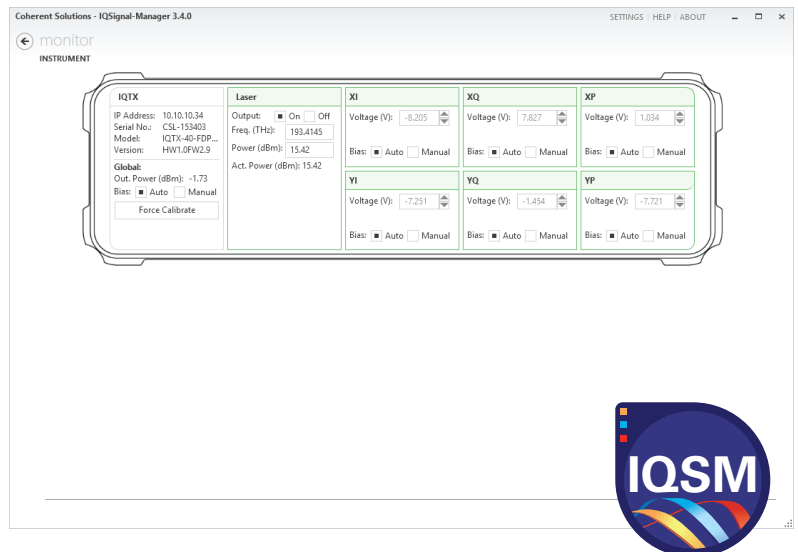 Coherent Solutions - IQSignal-Manager 3.4.0
SETTINGS | HELP | ABOUT
monitor
INSTRUMENT
IQTX
IP Address: 10.10.10.34
Serial No.: CSL-153403
Model: IQTX-40-FDP...
Version: HW1.0FW2.9
Global:
Out. Power (dBm): -1.73
Bias: Auto Manual
Force Calibrate
Laser
Output: On Off
Freq. (THz): 193.4145
Power (dBm): 15.42
Act. Power (dBm): 15.42
XI
Voltage (V): -8.205
Bias: Auto Manual
XQ
Voltage (V): 7.827
Bias: Auto Manual
XP
Voltage (V): 1.034
Bias: Auto Manual
YI
Voltage (V): -7.251
Bias: Auto Manual
YQ
Voltage (V): -1.454
Bias: Auto Manual
YP
Voltage (V): -7.721
Bias: Auto Manual
IQSM